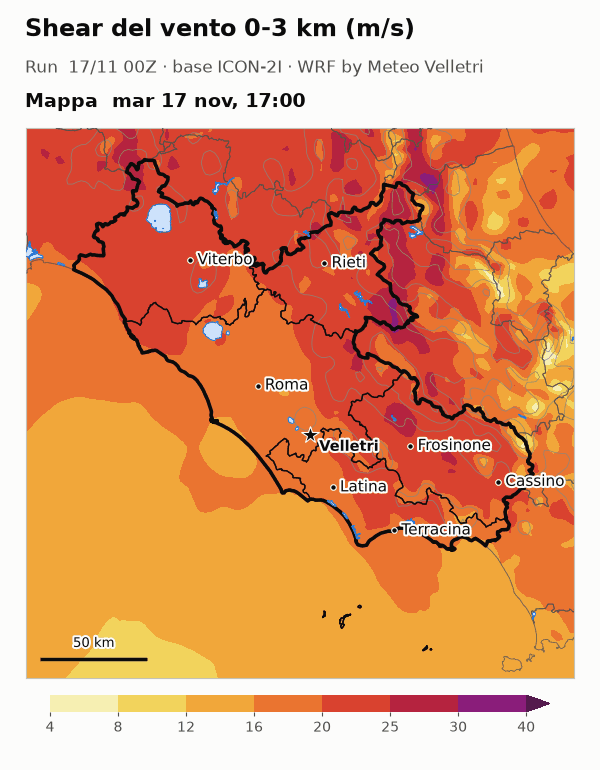 Shear del vento 0-3 km (m/s)
Run  17/11 00Z · base ICON-2I · WRF by Meteo Velletri
Mappa  mar 17 nov, 17:00
Viterbo
Rieti
Roma
Velletri
Frosinone
Latina
Cassino
Terracina
50 km
4 8 12 16 20 25 30 40